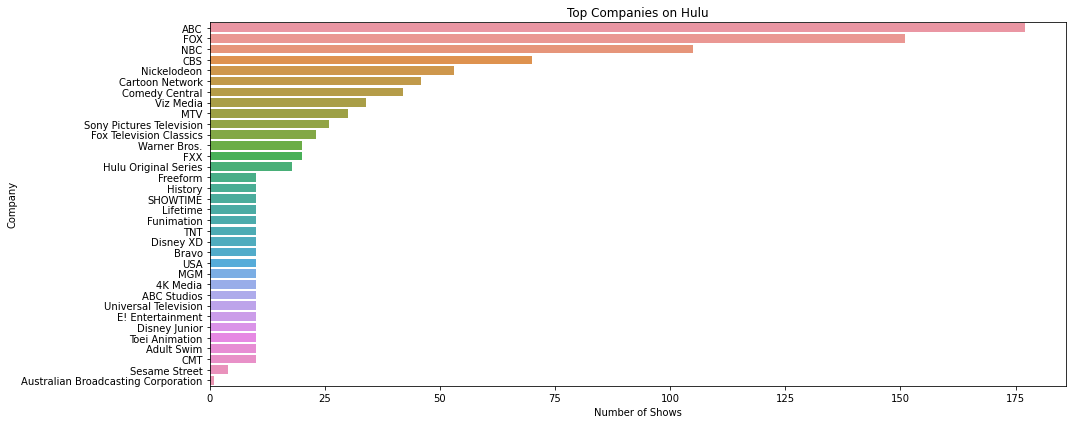 Top Companies on Hulu
Company
ABC
FOX
NBC
CBS
Nickelodeon
Cartoon Network
Comedy Central
Viz Media
MTV
Sony Pictures Television
Fox Television Classics
Warner Bros.
FXX
Hulu Original Series
Freeform
History
SHOWTIME
Lifetime
Funimation
TNT
Disney XD
Bravo
USA
MGM
4K Media
ABC Studios
Universal Television
E! Entertainment
Disney Junior
Toei Animation
Adult Swim
CMT
Sesame Street
Australian Broadcasting Corporation
0 25 50 75 100 125 150 175
Number of Shows